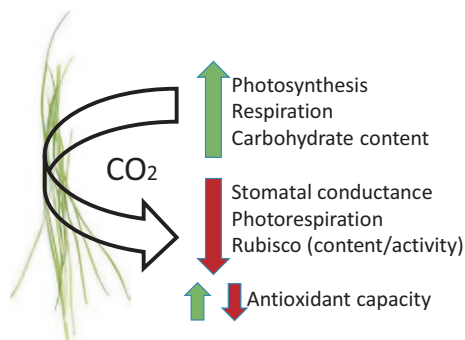 Photosynthesis
Respiration
Carbohydrate content
CO2
Stomatal conductance
Photorespiration
Rubisco (content/activity)
Antioxidant capacity